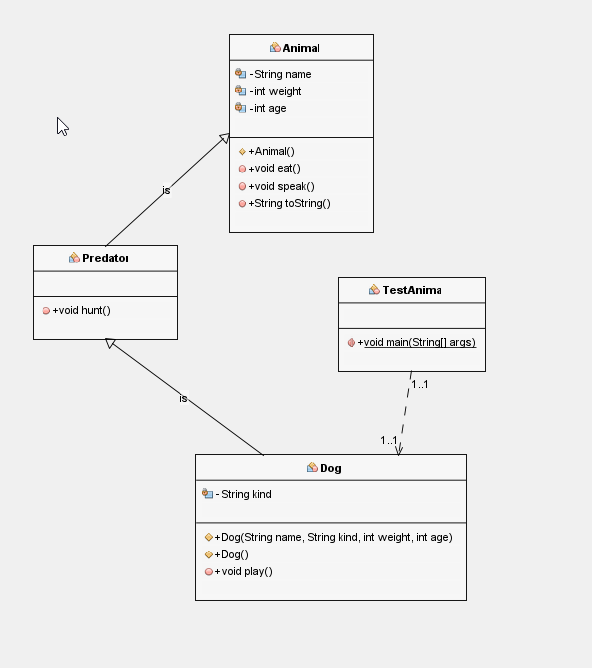 Animal
-String name
-int weight
-int age
+Animal()
+void eat()
+void speak()
+String toString()
is
Predator
+void hunt()
TestAnimal
+void main(String[] args)
is
1..1
1..1
Dog
- String kind
+Dog(String name, String kind, int weight, int age)
+Dog()
+void play()